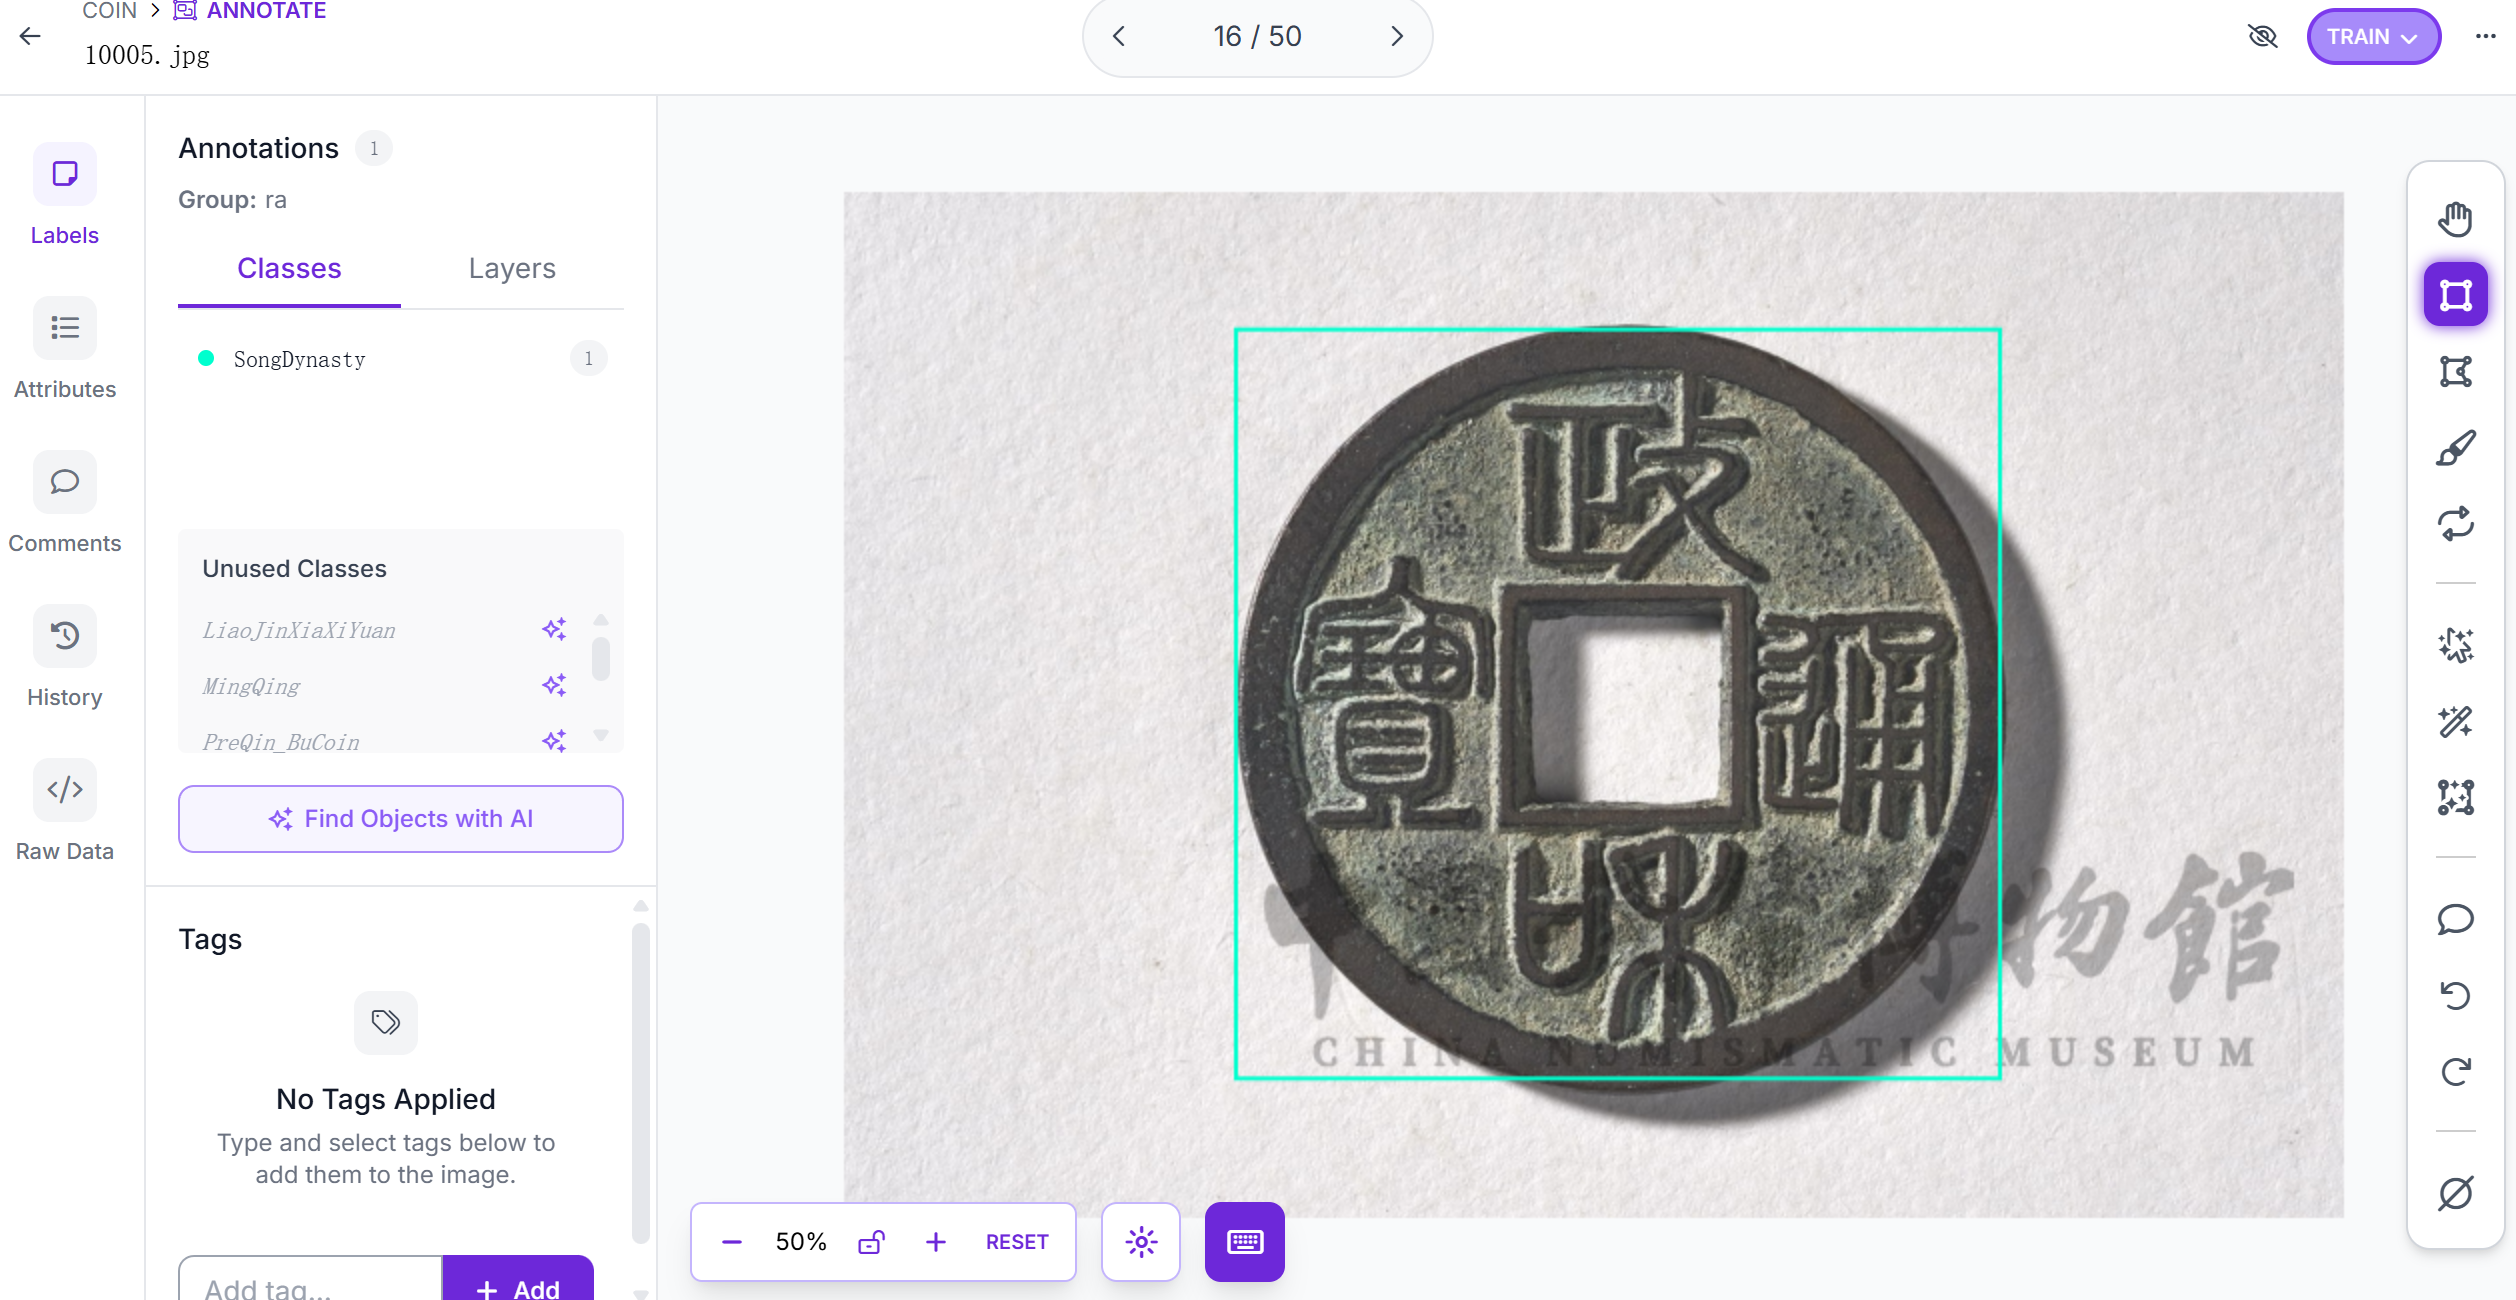 COIN > ANNOTATE
10005.jpg
16 / 50
TRAIN
Labels
Attributes
Comments
History
Raw Data
Annotations 1
Group: ra
Classes Layers
SongDynasty 1
Unused Classes
LiaoJinXiaXiYuan
MingQing
PreQin_BuCoin
Find Objects with AI
Tags
No Tags Applied
Type and select tags below to
add them to the image.
Add tag...
+ Add
政
和
通
寶
中
博物館
CHINA NUMISMATIC MUSEUM
50%
RESET